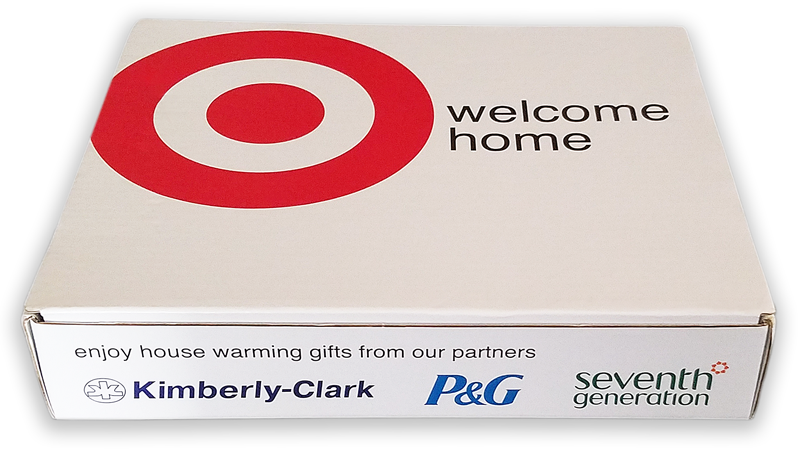 welcome
home
enjoy house warming gifts from our partners
Kimberly-Clark
P&G
seventh
generation